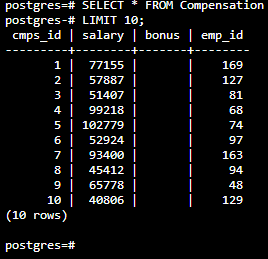 postgres=# SELECT * FROM Compensation
postgres-# LIMIT 10;
 cmps_id | salary | bonus | emp_id
---------+--------+-------+--------
       1 |  77155 |       |    169
       2 |  57887 |       |    127
       3 |  51407 |       |     81
       4 |  99218 |       |     68
       5 | 102779 |       |     74
       6 |  52924 |       |     97
       7 |  93400 |       |    163
       8 |  45412 |       |     94
       9 |  65778 |       |     48
      10 |  40806 |       |    129
(10 rows)
postgres=#